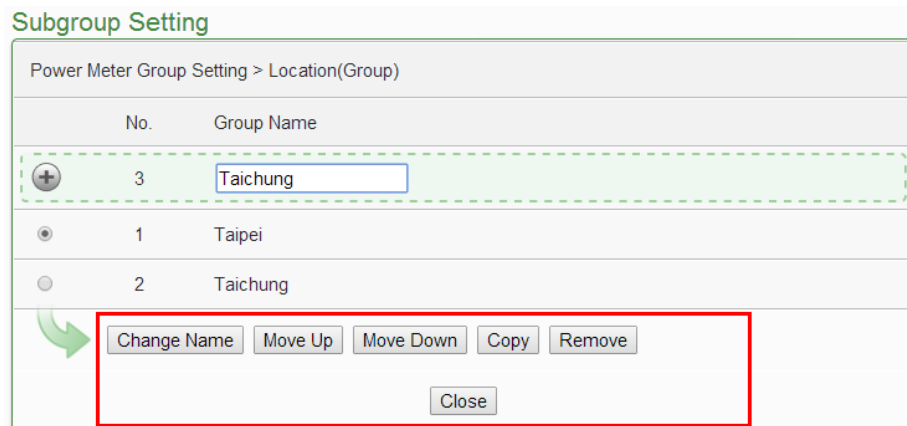 Subgroup Setting
Power Meter Group Setting > Location(Group)
No. Group Name
3 Taichung
1 Taipei
2 Taichung
Change Name Move Up Move Down Copy Remove
Close